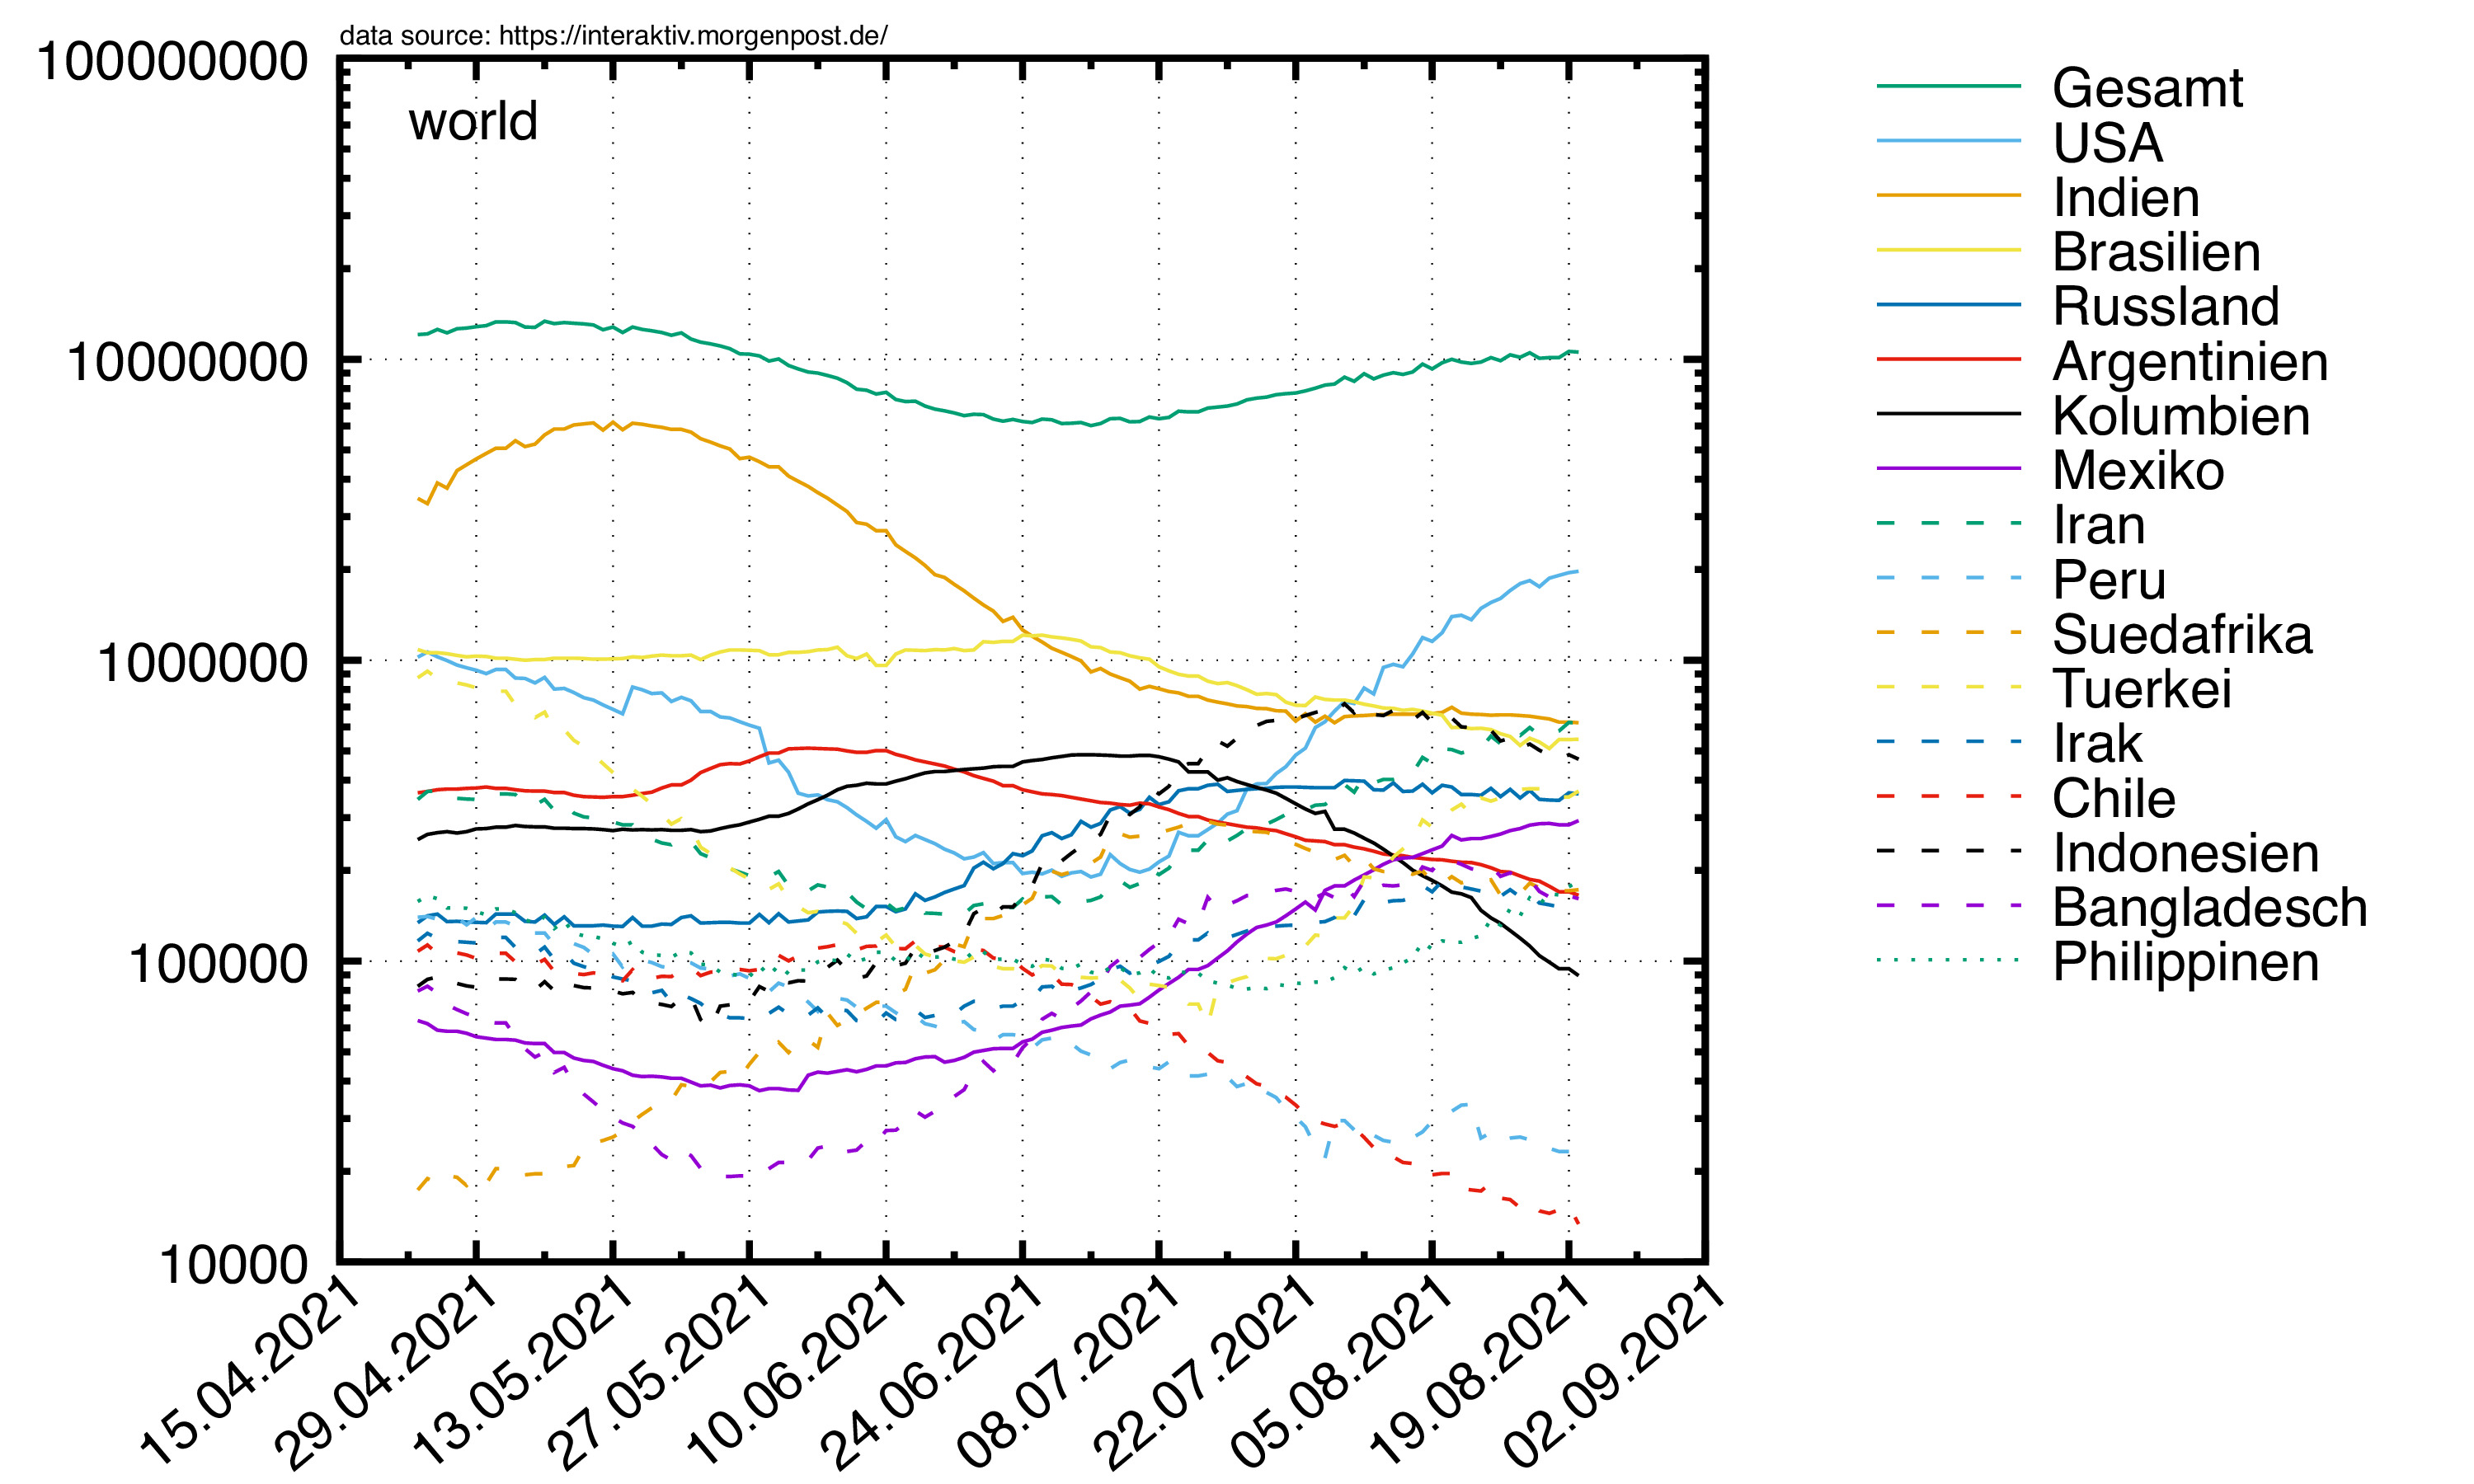 data source: https://interaktiv.morgenpost.de/
world
100000000
10000000
1000000
100000
10000
15.04.2021
29.04.2021
13.05.2021
27.05.2021
10.06.2021
24.06.2021
08.07.2021
22.07.2021
05.08.2021
19.08.2021
02.09.2021
Gesamt
USA
Indien
Brasilien
Russland
Argentinien
Kolumbien
Mexiko
Iran
Peru
Suedafrika
Tuerkei
Irak
Chile
Indonesien
Bangladesch
Philippinen